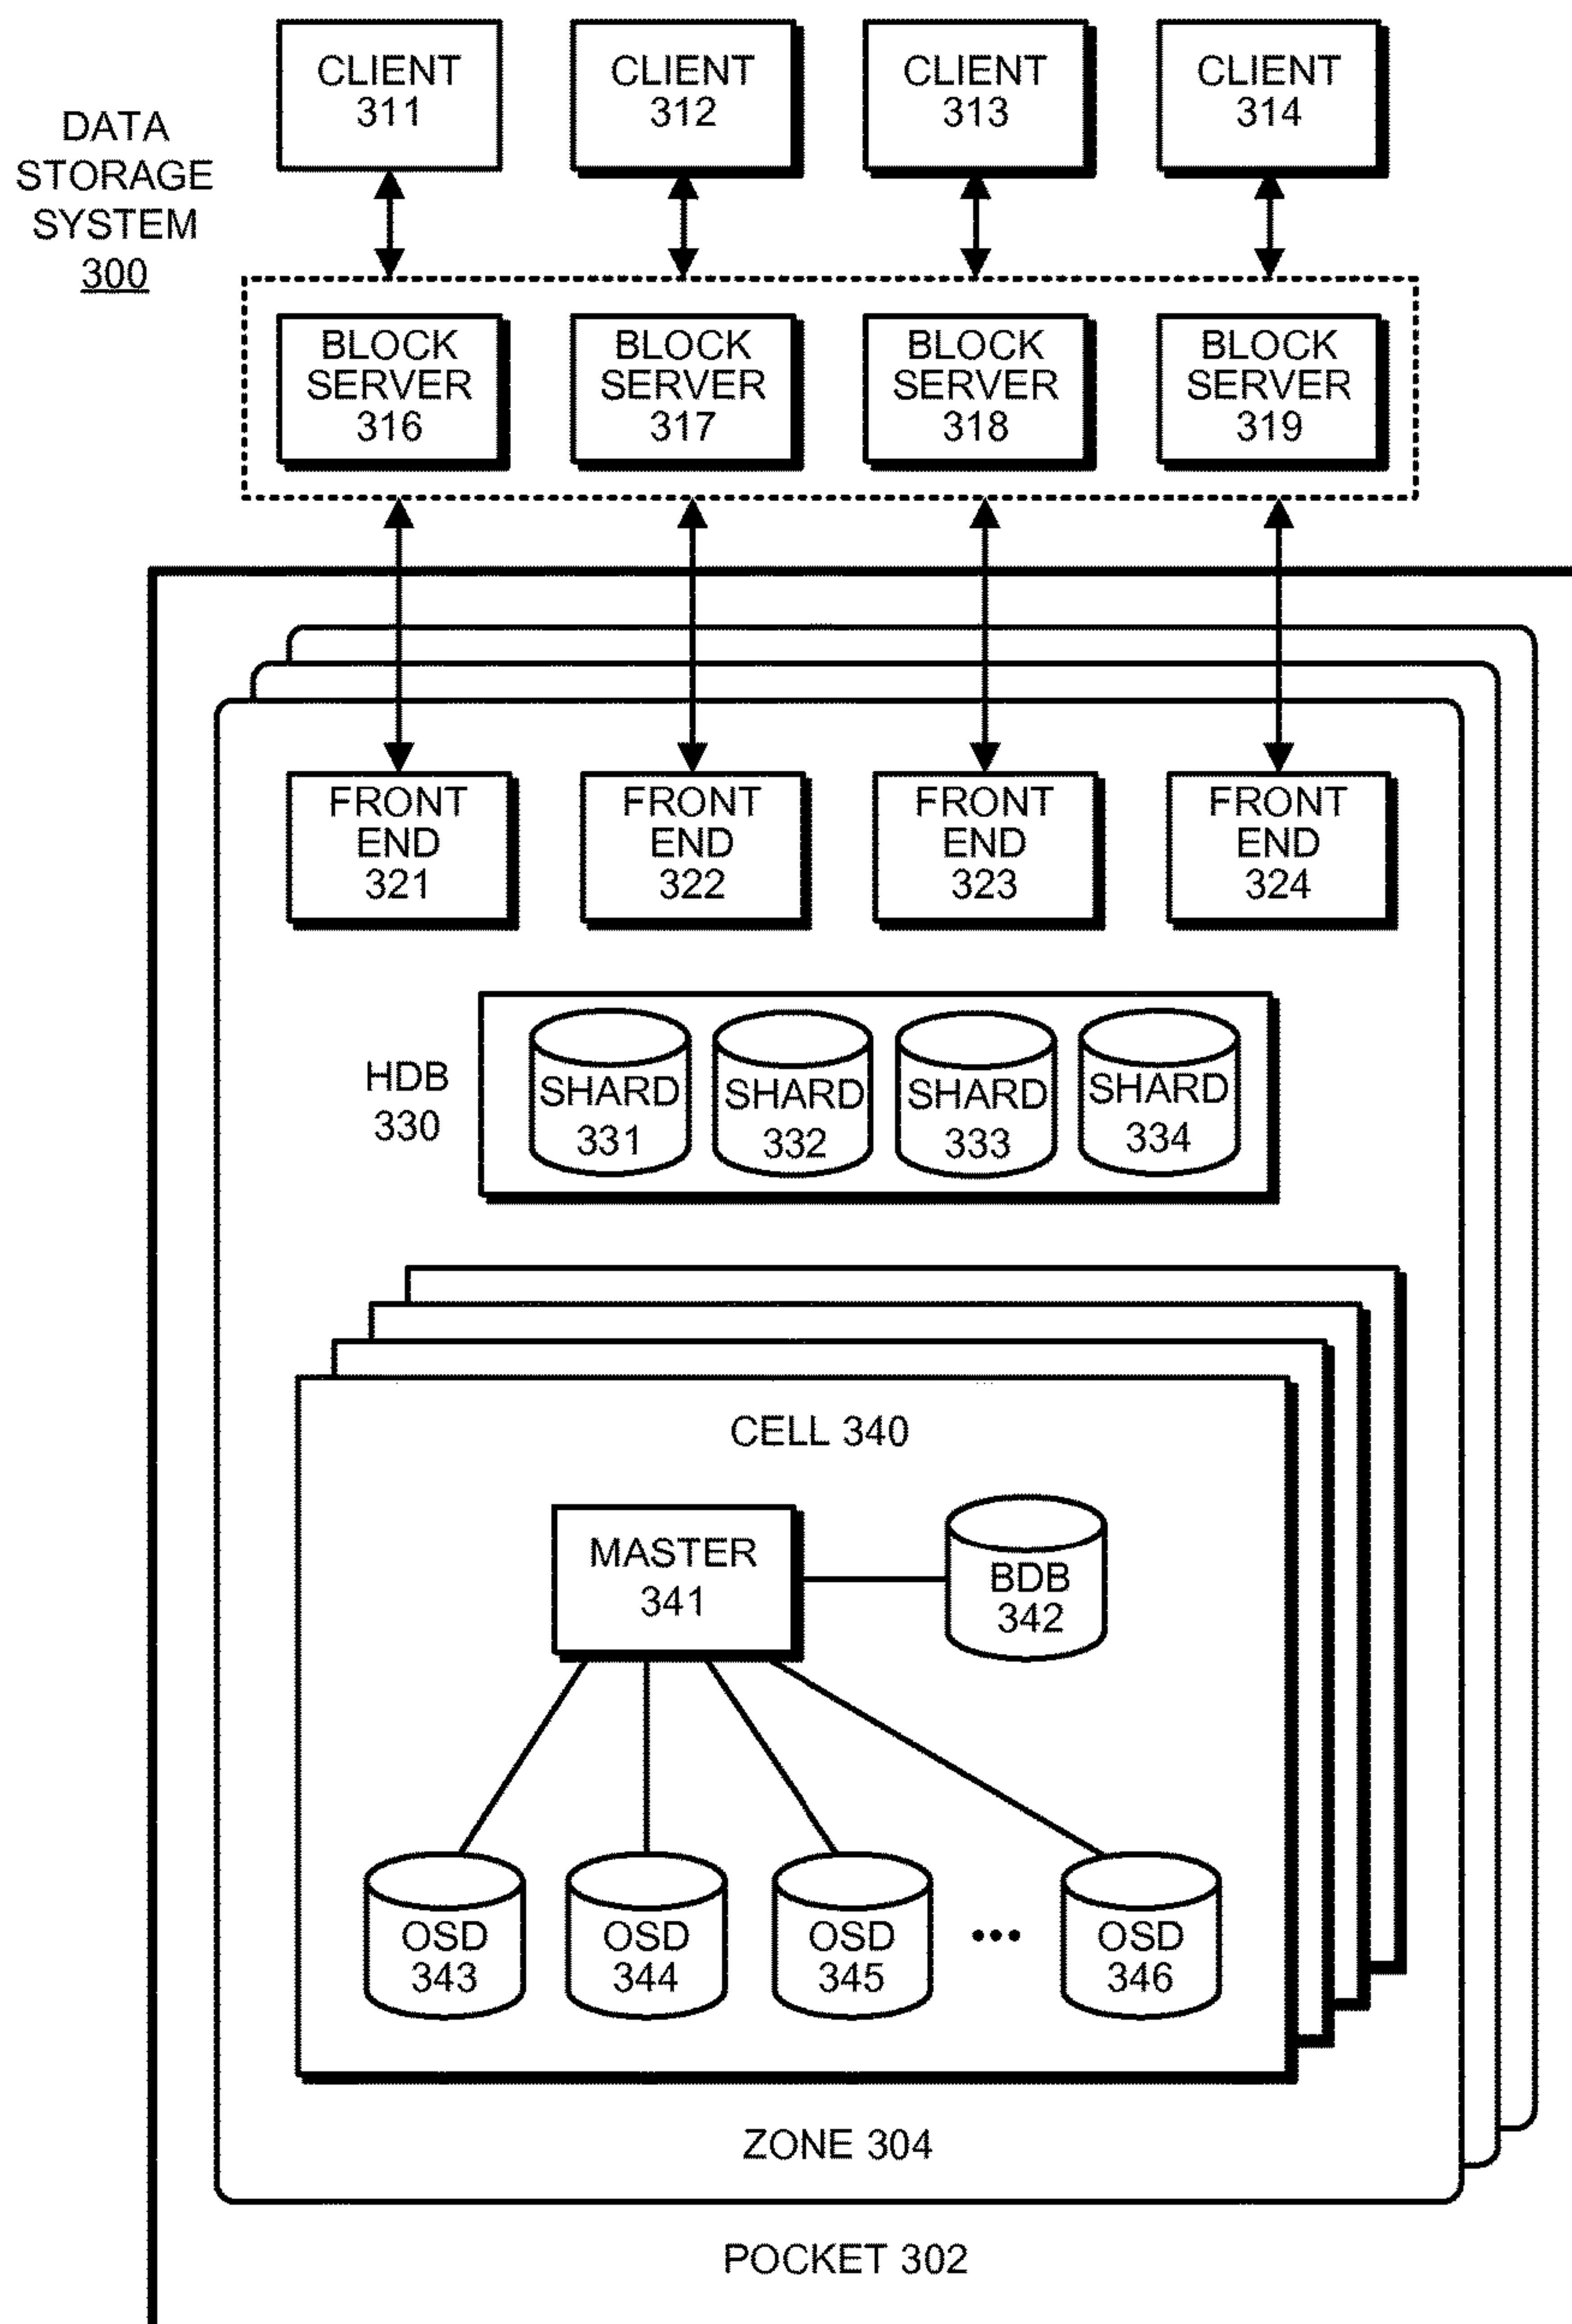 DATA
STORAGE
SYSTEM
300
CLIENT
311
CLIENT
312
CLIENT
313
CLIENT
314
BLOCK
SERVER
316
BLOCK
SERVER
317
BLOCK
SERVER
318
BLOCK
SERVER
319
FRONT
END
321
FRONT
END
322
FRONT
END
323
FRONT
END
324
HDB
330
SHARD
331
SHARD
332
SHARD
333
SHARD
334
CELL 340
MASTER
341
BDB
342
OSD
343
OSD
344
OSD
345
...
OSD
346
ZONE 304
POCKET 302